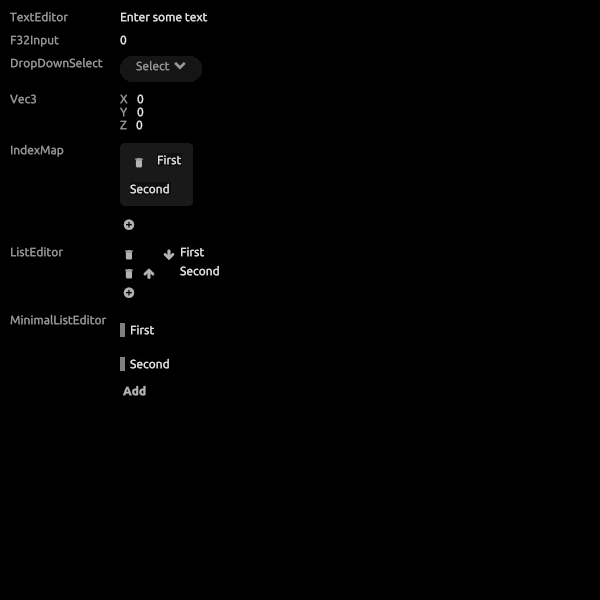 TextEditor Enter some text
F32Input 0
DropDownSelect Select
Vec3 X 0
Y 0
Z 0
IndexMap First
Second
ListEditor First
Second
MinimalListEditor First
Second
Add